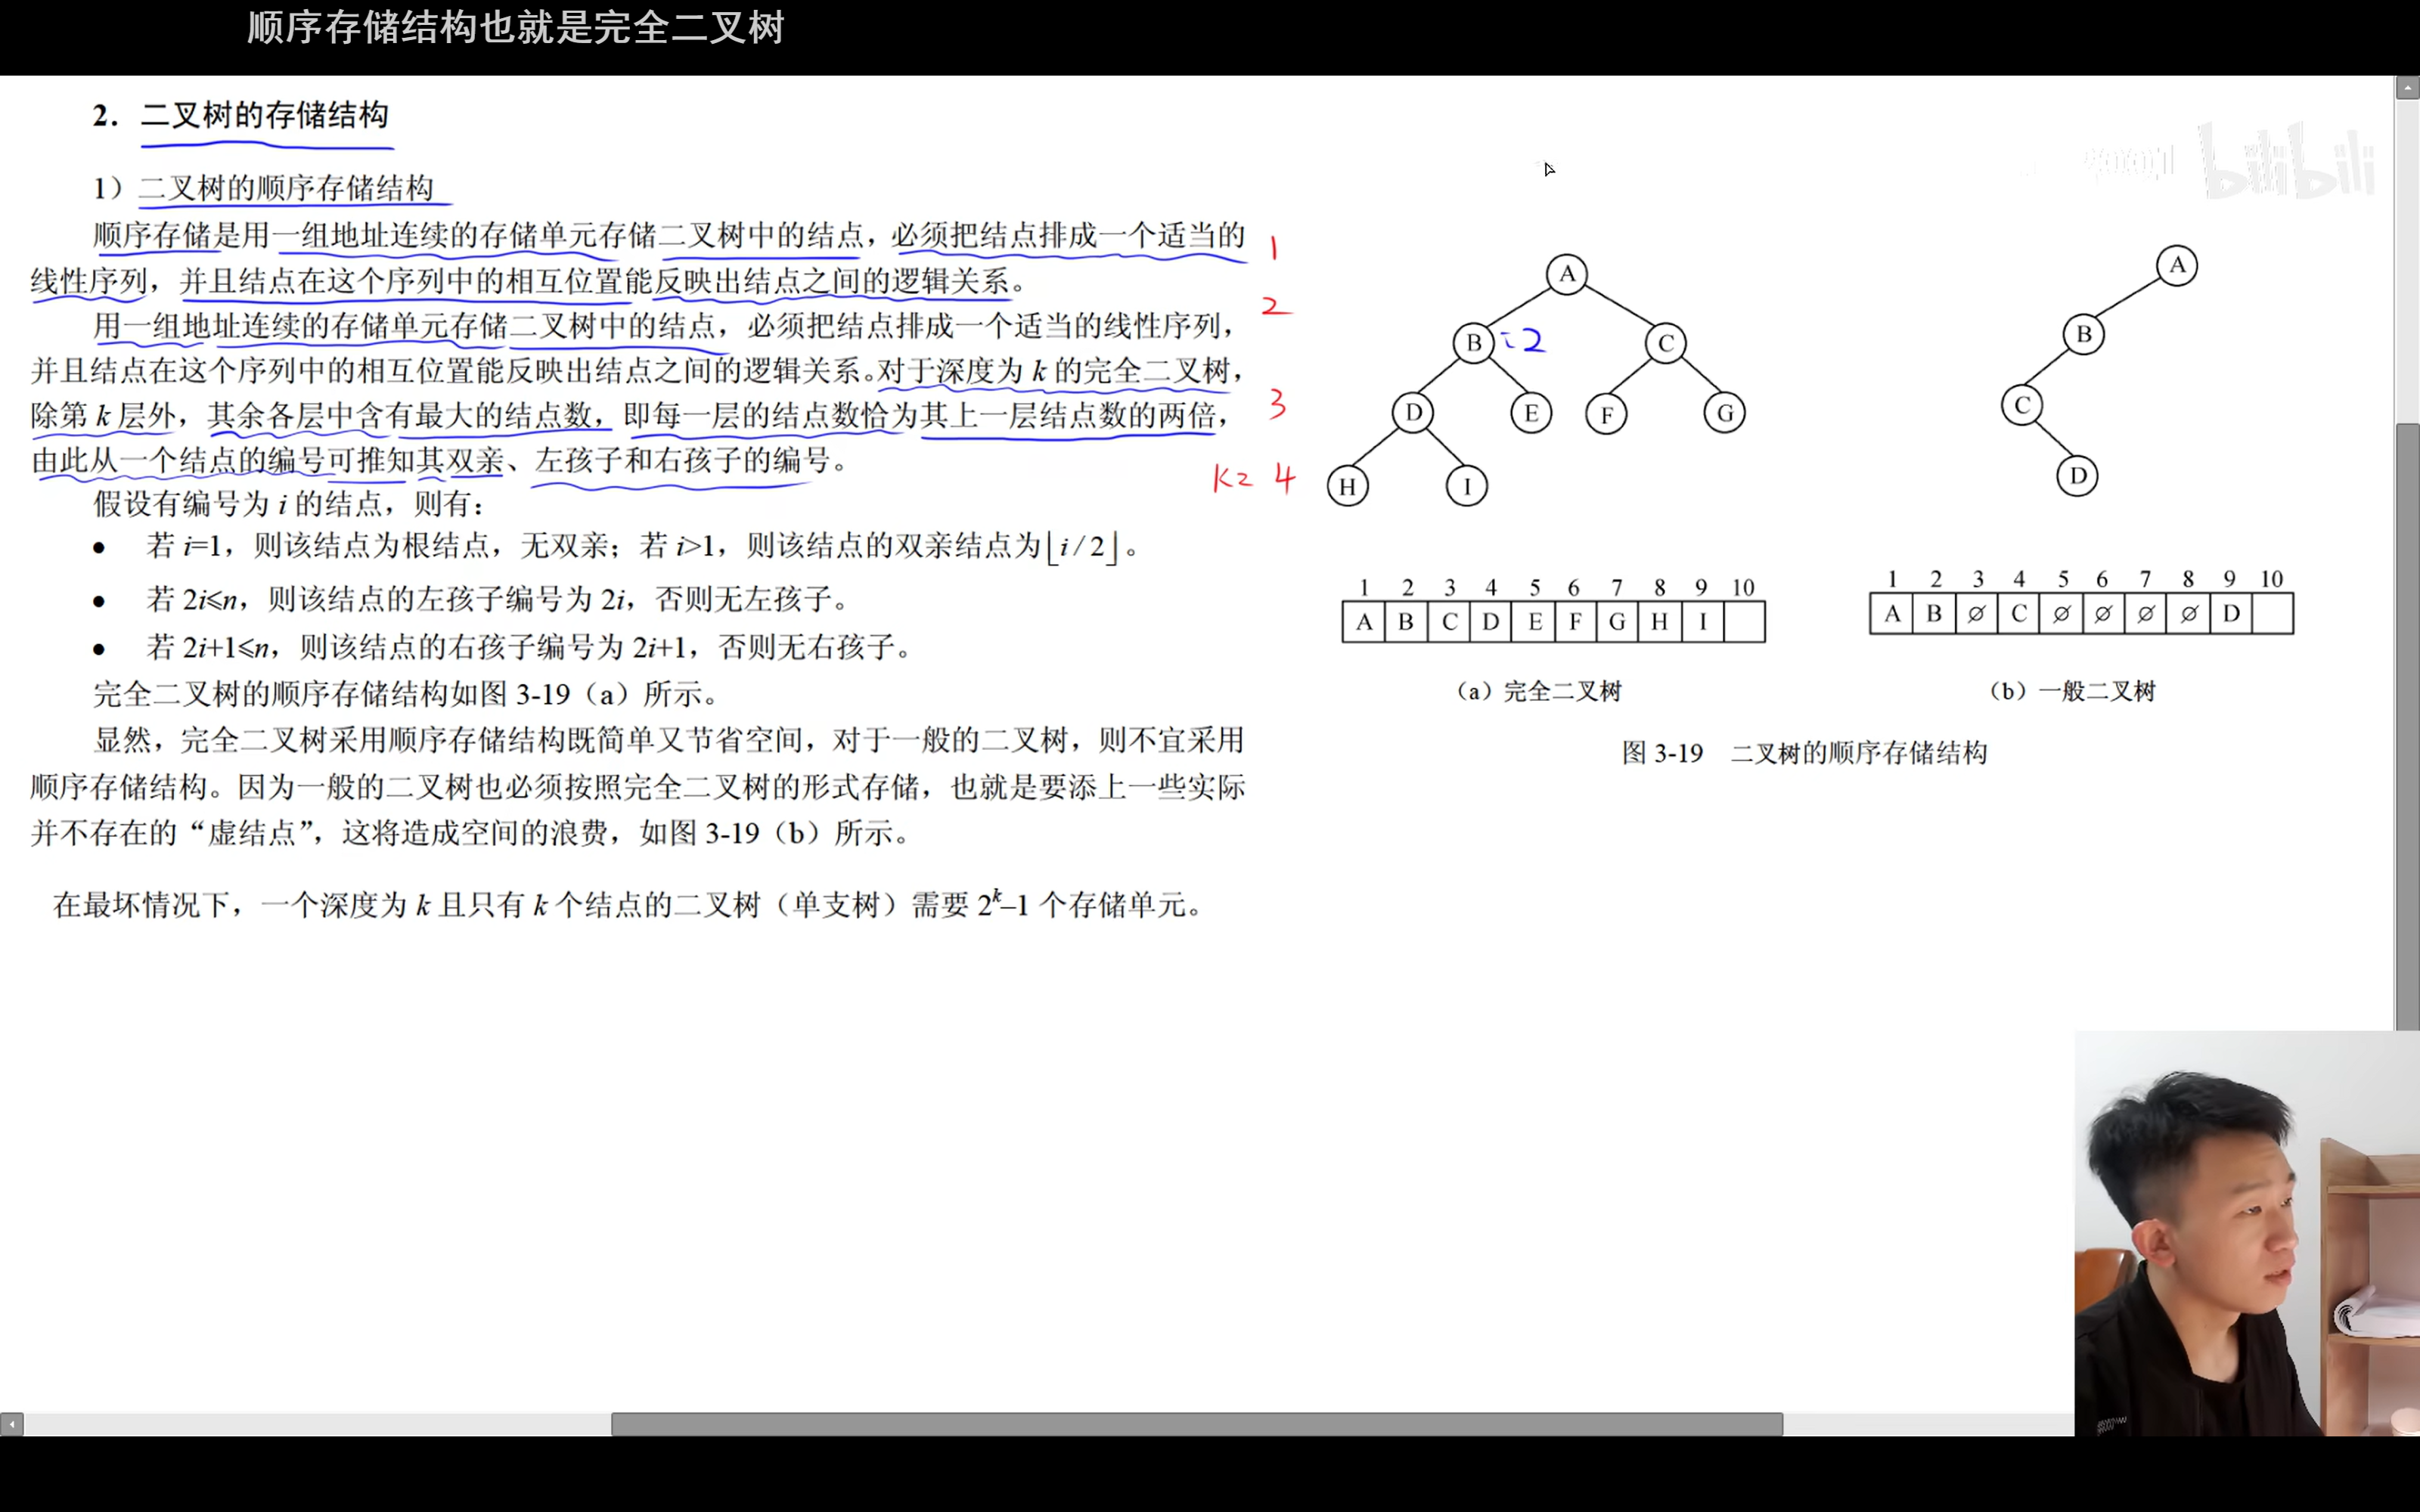 顺序存储结构也就是完全二叉树
2. 二叉树的存储结构
1）二叉树的顺序存储结构
顺序存储是用一组地址连续的存储单元存储二叉树中的结点，必须把结点排成一个适当的
线性序列，并且结点在这个序列中的相互位置能反映出结点之间的逻辑关系。
用一组地址连续的存储单元存储二叉树中的结点，必须把结点排成一个适当的线性序列，
并且结点在这个序列中的相互位置能反映出结点之间的逻辑关系。对于深度为 k 的完全二叉树，
除第 k 层外，其余各层中含有最大的结点数，即每一层的结点数恰为其上一层结点数的两倍，
由此从一个结点的编号可推知其双亲、左孩子和右孩子的编号。
假设有编号为 i 的结点，则有：
● 若 i=1，则该结点为根结点，无双亲；若 i>1，则该结点的双亲结点为⌊i / 2⌋。
● 若 2i≤n，则该结点的左孩子编号为 2i，否则无左孩子。
● 若 2i+1≤n，则该结点的右孩子编号为 2i+1，否则无右孩子。
完全二叉树的顺序存储结构如图 3-19（a）所示。
显然，完全二叉树采用顺序存储结构既简单又节省空间，对于一般的二叉树，则不宜采用
顺序存储结构。因为一般的二叉树也必须按照完全二叉树的形式存储，也就是要添上一些实际
并不存在的“虚结点”，这将造成空间的浪费，如图 3-19（b）所示。
在最坏情况下，一个深度为 k 且只有 k 个结点的二叉树（单支树）需要 2^k–1 个存储单元。
1
2
3
K= 4
A
B i2 C
D E F G
H I
1 2 3 4 5 6 7 8 9 10
A B C D E F G H I
（a）完全二叉树
A
B
C
D
1 2 3 4 5 6 7 8 9 10
A B ∅ C ∅ ∅ ∅ ∅ D
（b）一般二叉树
图 3-19 二叉树的顺序存储结构
bilibili